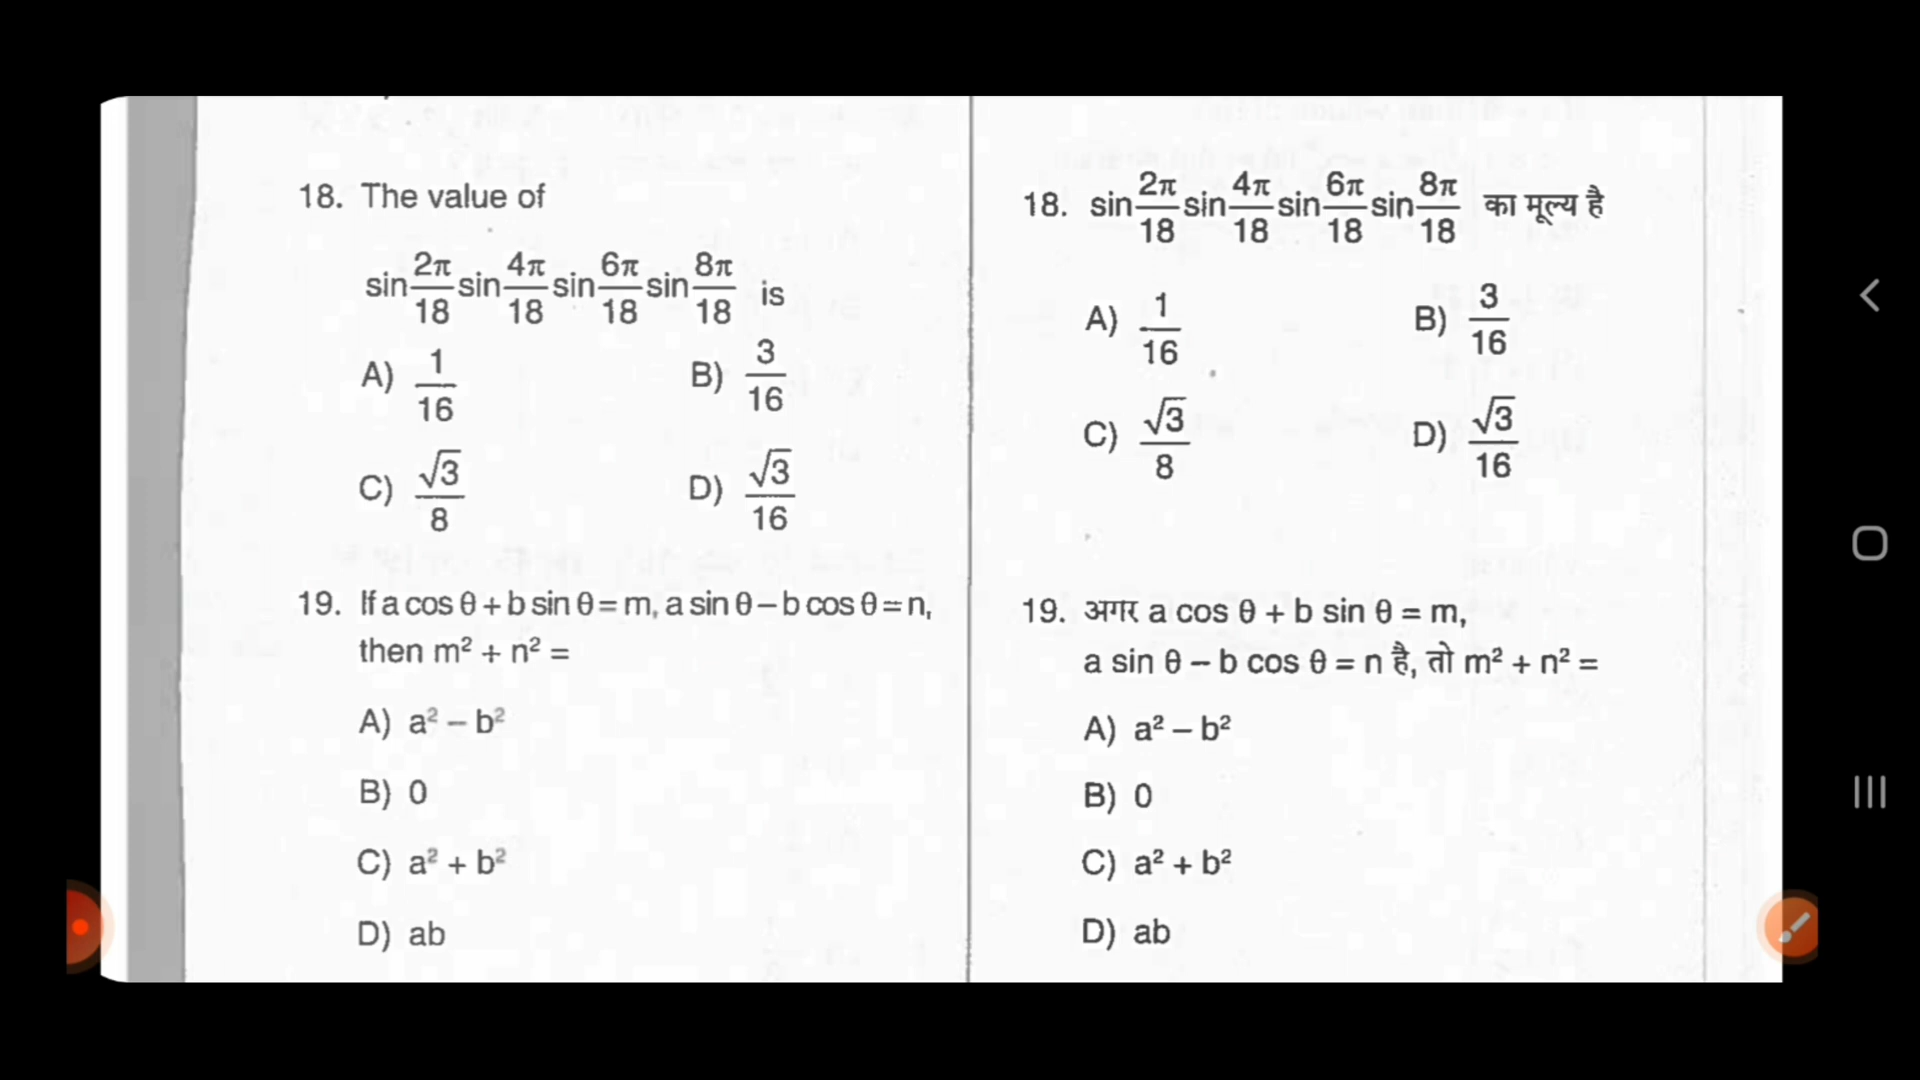 18. The value of
sin 2π/18 sin 4π/18 sin 6π/18 sin 8π/18 is
A) 1/16 B) 3/16
C) √3/8 D) √3/16
19. If a cos θ + b sin θ = m, a sin θ – b cos θ = n,
then m² + n² =
A) a² – b²
B) 0
C) a² + b²
D) ab
18. sin 2π/18 sin 4π/18 sin 6π/18 sin 8π/18 का मूल्य है
A) 1/16 B) 3/16
C) √3/8 D) √3/16
19. अगर a cos θ + b sin θ = m,
a sin θ – b cos θ = n है, तो m² + n² =
A) a² – b²
B) 0
C) a² + b²
D) ab